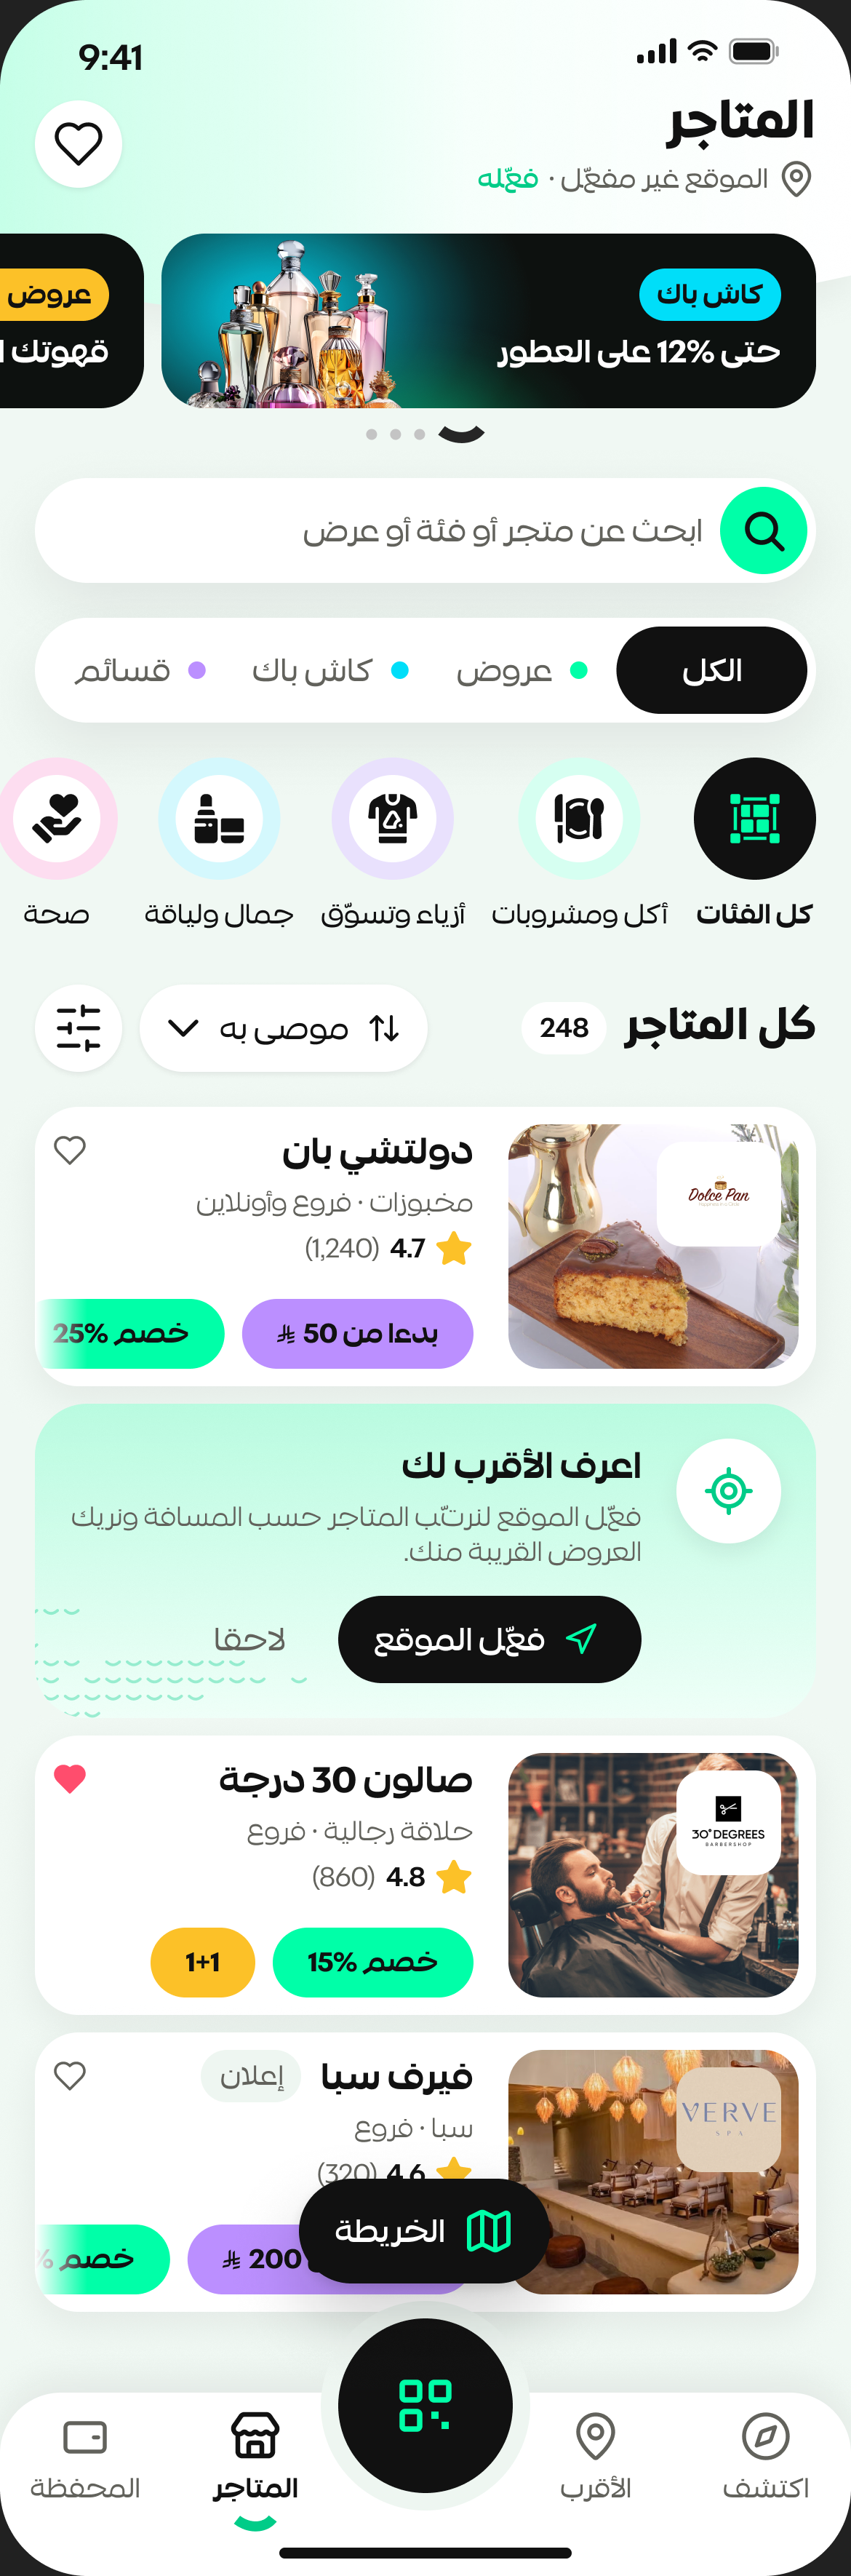 9:41
المتاجر
الموقع غير مفعّل · فعّله
كاش باك
حتى 12% على العطور
عروض
قهوتك ا
ابحث عن متجر أو فئة أو عرض
الكل
عروض
كاش باك
قسائم
كل الفئات
أكل ومشروبات
أزياء وتسوّق
جمال ولياقة
صحة
كل المتاجر
248
موصى به
Dolce Pan
دولتشي بان
مخبوزات · فروع وأونلاين
4.7 (1,240)
بدءا من 50
خصم 25%
اعرف الأقرب لك
فعّل الموقع لنرتّب المتاجر حسب المسافة ونريك
العروض القريبة منك.
فعّل الموقع
لاحقا
30°DEGREES
BARBERSHOP
صالون 30 درجة
حلاقة رجالية · فروع
4.8 (860)
خصم 15%
1+1
VERVE
SPA
فيرف سبا
إعلان
سبا · فروع
4.6 (320)
200
خصم %
الخريطة
اكتشف
الأقرب
المتاجر
المحفظة